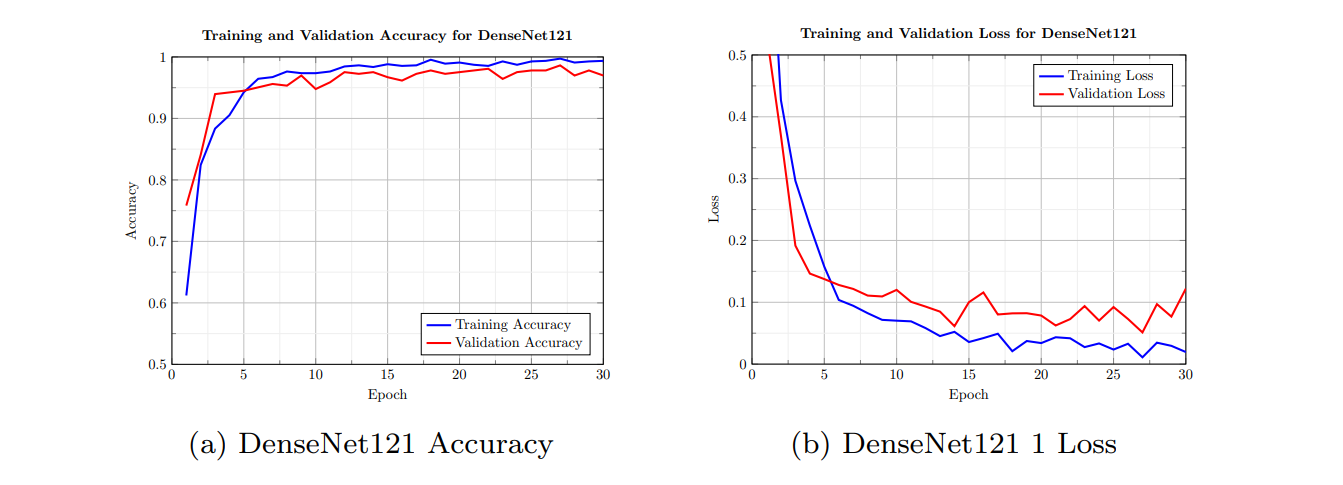 Training and Validation Accuracy for DenseNet121
1
0.9
0.8
0.7
0.6
0.5
Accuracy
0 5 10 15 20 25 30
Epoch
Training Accuracy
Validation Accuracy
(a) DenseNet121 Accuracy
Training and Validation Loss for DenseNet121
0.5
0.4
0.3
0.2
0.1
0
Loss
0 5 10 15 20 25 30
Epoch
Training Loss
Validation Loss
(b) DenseNet121 1 Loss